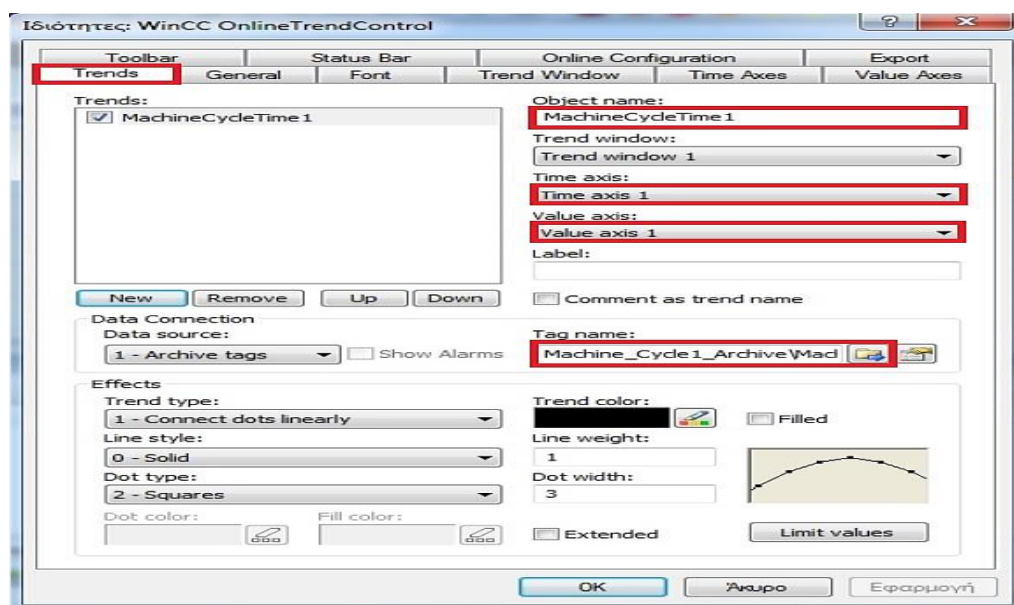 Ιδιότητες: WinCC OnlineTrendControl
Toolbar Status Bar Online Configuration Export
Trends General Font Trend Window Time Axes Value Axes
Trends:
MachineCycleTime1
Object name:
MachineCycleTime1
Trend window:
Trend window 1
Time axis:
Time axis 1
Value axis:
Value axis 1
Label:
New Remove Up Down
Comment as trend name
Data Connection
Data source:
1 - Archive tags
Show Alarms
Tag name:
Machine_Cycle1_Archive\Macl
Effects
Trend type:
1 - Connect dots linearly
Trend color:
Filled
Line style:
0 - Solid
Line weight:
1
Dot type:
2 - Squares
Dot width:
3
Dot color: Fill color:
Extended
Limit values
OK Άκυρο Εφαρμογή